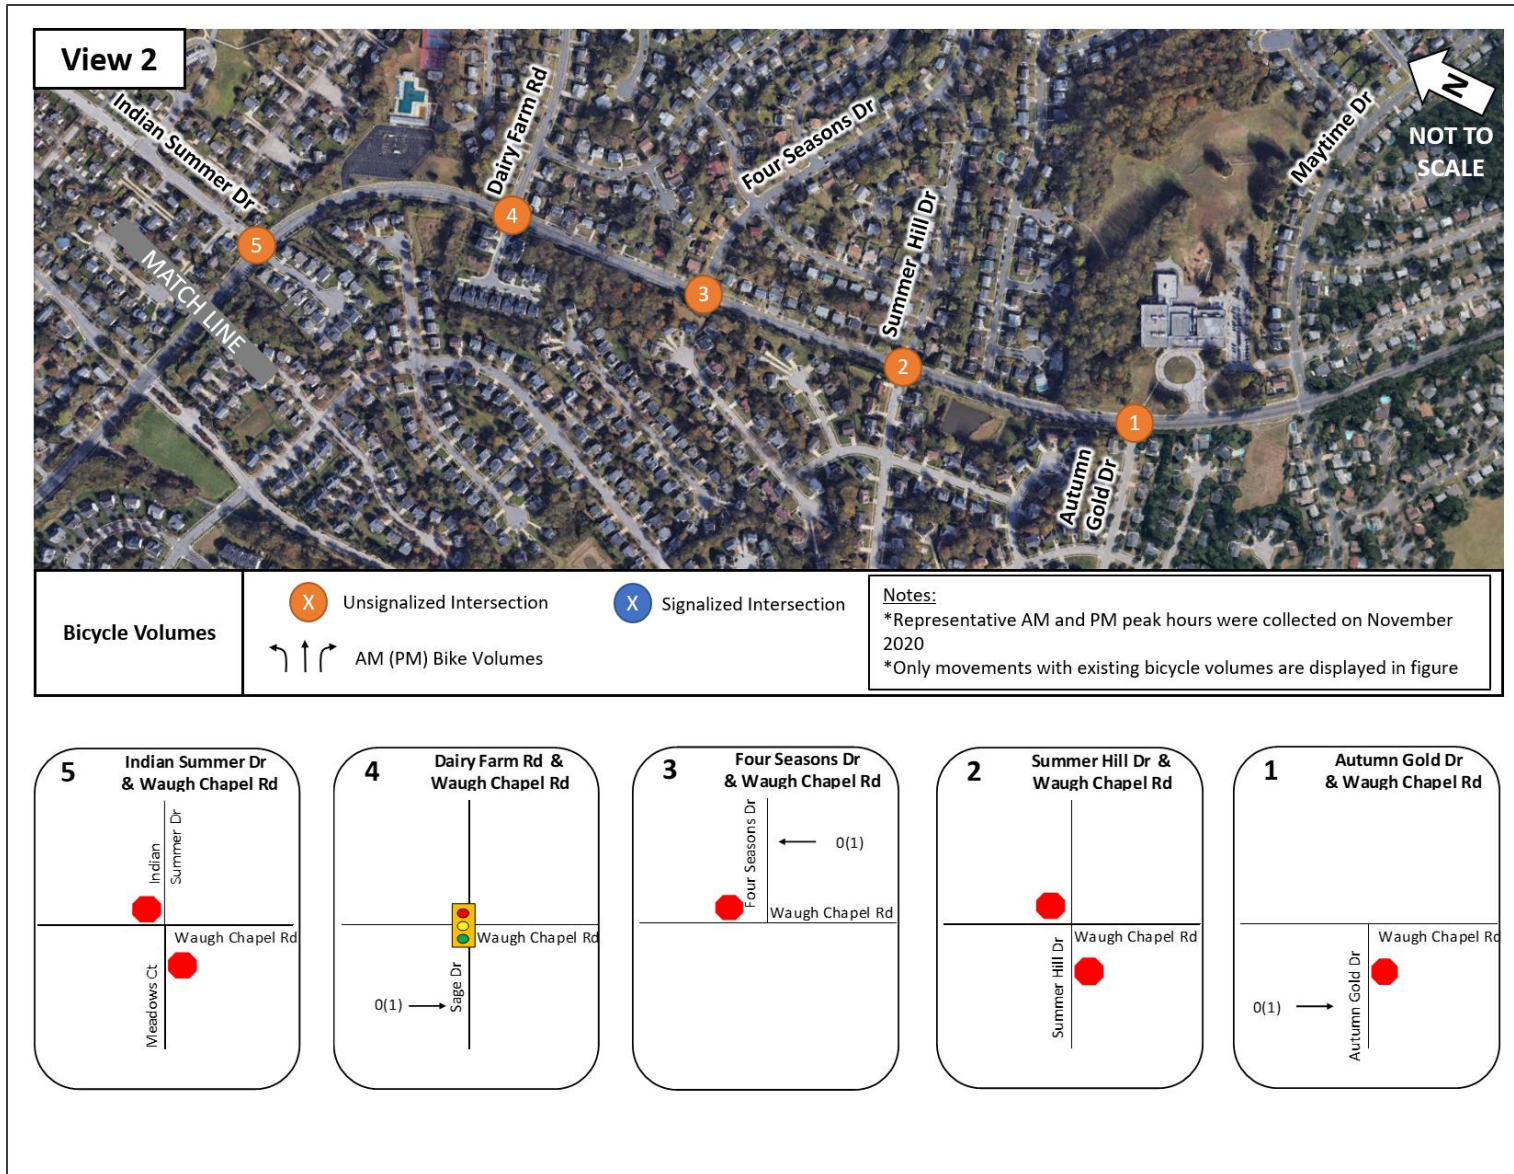 View 2
Indian Summer Dr
Dairy Farm Rd
Four Seasons Dr
Summer Hill Dr
Maytime Dr
N
NOT TO
SCALE
MATCH LINE
5
4
3
2
1
Autumn
Gold Dr
Bicycle Volumes
X Unsignalized Intersection
X Signalized Intersection
AM (PM) Bike Volumes
Notes:
*Representative AM and PM peak hours were collected on November
2020
*Only movements with existing bicycle volumes are displayed in figure
5
Indian Summer Dr
& Waugh Chapel Rd
Indian
Summer Dr
Waugh Chapel Rd
Meadows Ct
4
Dairy Farm Rd &
Waugh Chapel Rd
Waugh Chapel Rd
Sage Dr
0(1)
3
Four Seasons Dr
& Waugh Chapel Rd
Four Seasons Dr
0(1)
Waugh Chapel Rd
2
Summer Hill Dr &
Waugh Chapel Rd
Waugh Chapel Rd
Summer Hill Dr
1
Autumn Gold Dr
& Waugh Chapel Rd
Waugh Chapel Rd
Autumn Gold Dr
0(1)